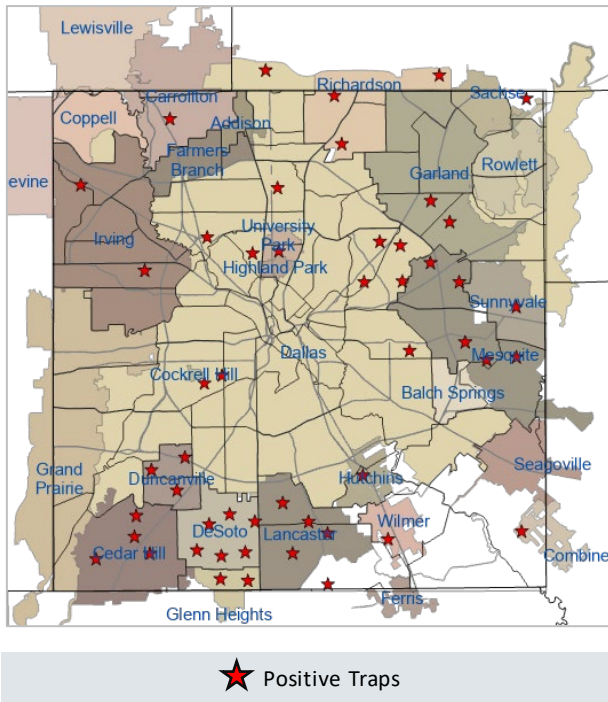 Lewisville
Richardson
Sachse
Carrollton
Coppell
Addison
Farmers
Branch
Rowlett
Garland
evine
University
Park
Irving
Highland Park
Sunnyvale
Dallas
Mesquite
Cockrell Hill
Balch Springs
Seagoville
Grand
Prairie
Duncanville
Hutchins
Wilmer
DeSoto
Lancaster
Cedar Hill
Combine
Ferris
Glenn Heights
Positive Traps